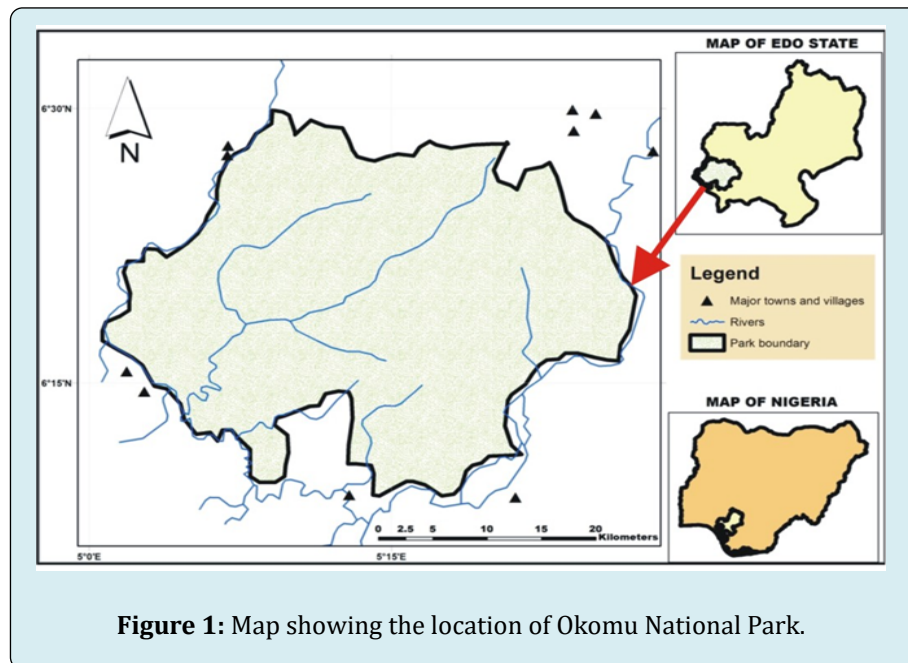 MAP OF EDO STATE
6°30'N
N
Legend
Major towns and villages
Rivers
Park boundary
6°15'N
MAP OF NIGERIA
0 2.5 5 10 15 20
Kilometers
5°0'E 5°15'E
Figure 1: Map showing the location of Okomu National Park.